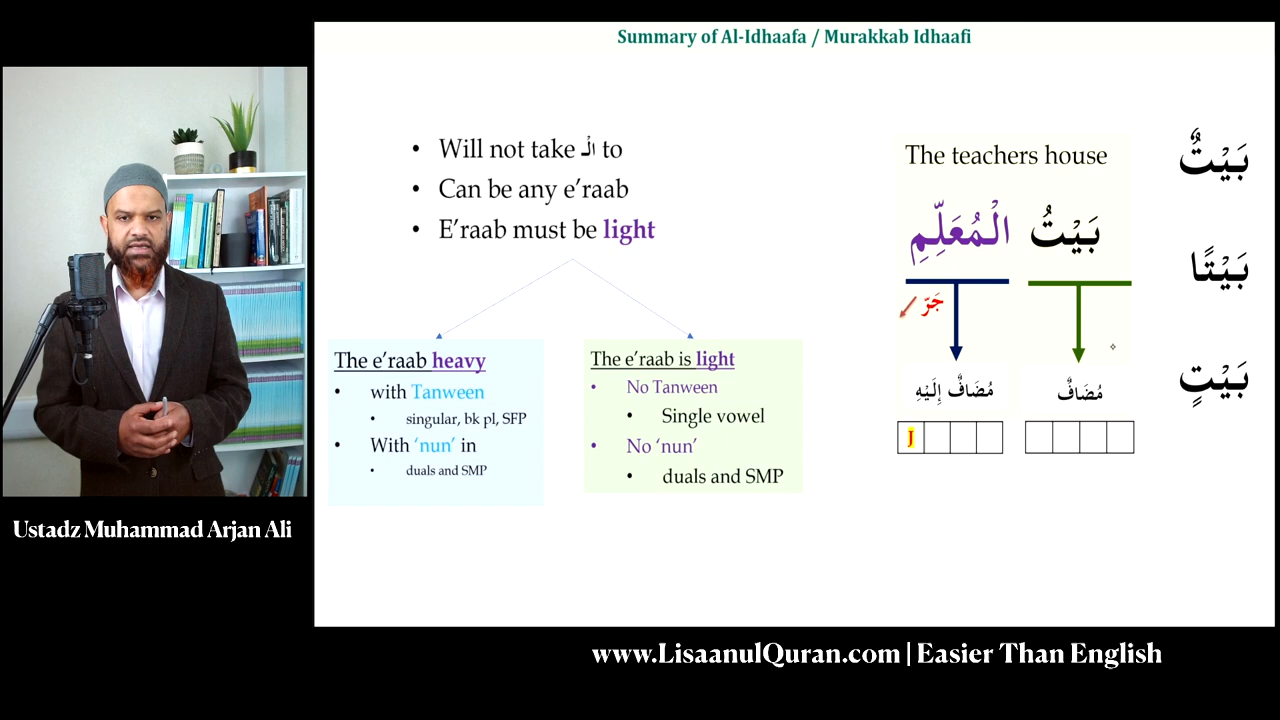 Summary of Al-Idhaafa / Murakkab Idhaafi
Will not take الْـ to
Can be any e’raab
E’raab must be light
The e’raab heavy
with Tanween
singular, bk pl, SFP
With ‘nun’ in
duals and SMP
The e’raab is light
No Tanween
Single vowel
No ‘nun’
duals and SMP
The teachers house
بَيْتُ الْمُعَلِّمِ
جَرّ
مُضَافٌ
مُضَافٌ إِلَيْهِ
J
بَيْتٌ
بَيْتًا
بَيْتٍ
Ustadz Muhammad Arjan Ali
www.LisaanulQuran.com | Easier Than English